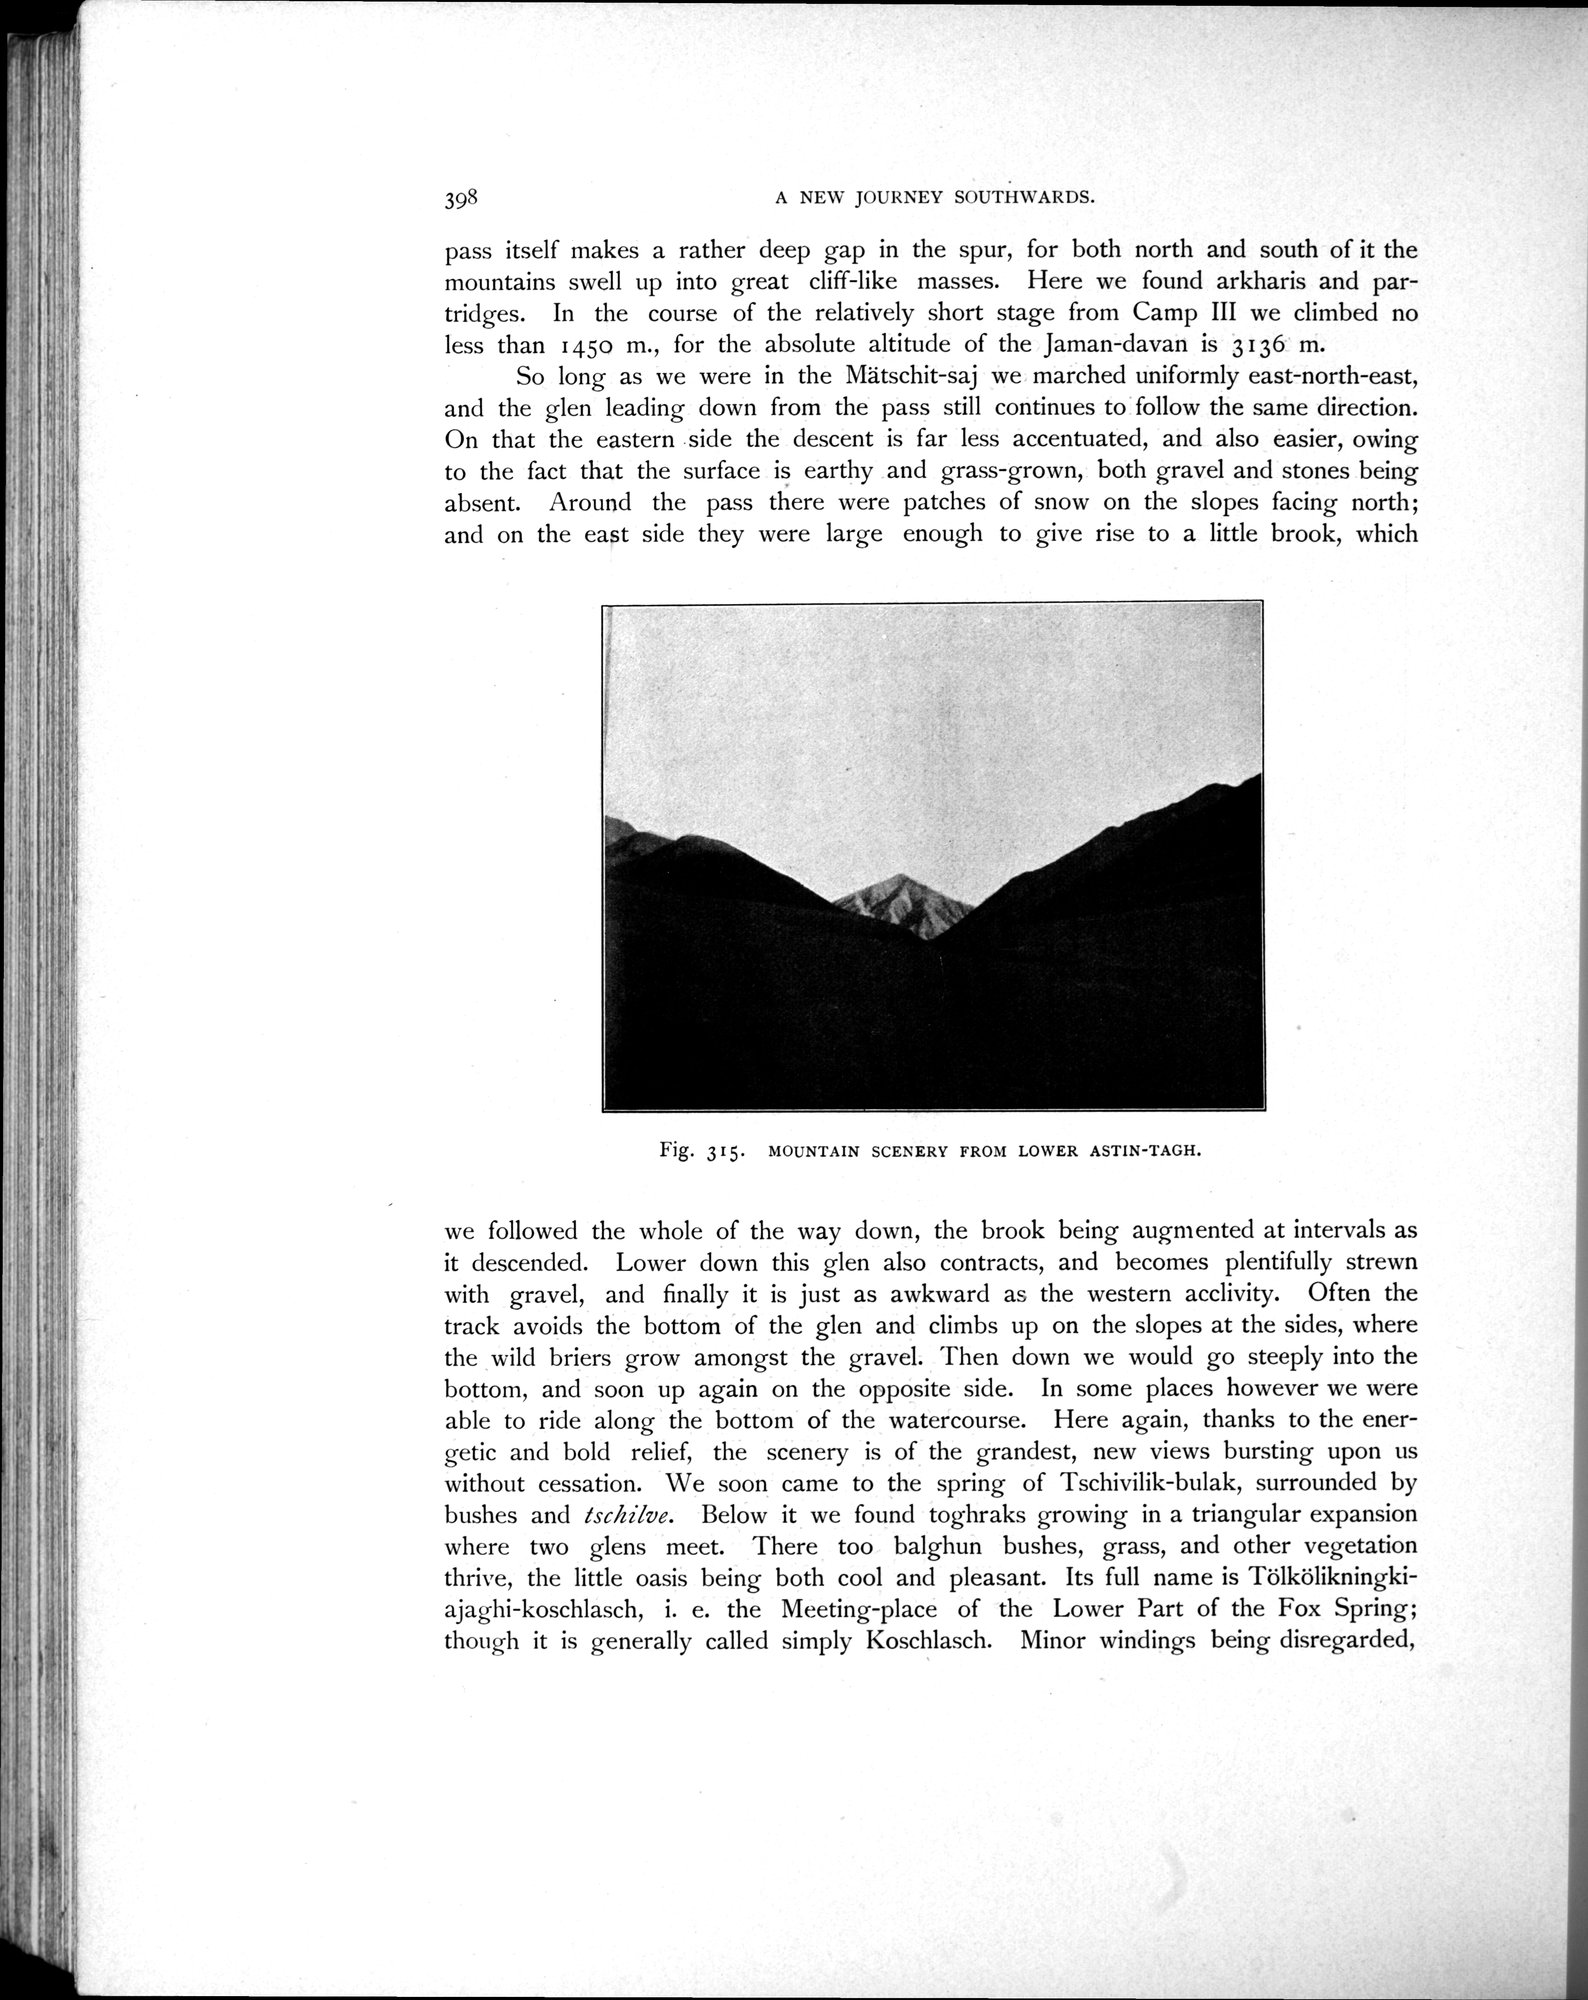 398
A NEW JOURNEY SOUTHWARDS.
pass itself makes a rather deep gap in the spur, for both north and south of it the
mountains swell up into great cliff-like masses. Here we found arkharis and par-
tridges. In the course of the relatively short stage from Camp III we climbed no
less than 1450 m., for the absolute altitude of the Jaman-davan is 3136 m.
So long as we were in the Mätschit-saj we marched uniformly east-north-east,
and the glen leading down from the pass still continues to follow the same direction.
On that the eastern side the descent is far less accentuated, and also easier, owing
to the fact that the surface is earthy and grass-grown, both gravel and stones being
absent. Around the pass there were patches of snow on the slopes facing north;
and on the east side they were large enough to give rise to a little brook, which
Fig. 315. MOUNTAIN SCENERY FROM LOWER ASTIN-TAGH.
we followed the whole of the way down, the brook being augmented at intervals as
it descended. Lower down this glen also contracts, and becomes plentifully strewn
with gravel, and finally it is just as awkward as the western acclivity. Often the
track avoids the bottom of the glen and climbs up on the slopes at the sides, where
the wild briers grow amongst the gravel. Then down we would go steeply into the
bottom, and soon up again on the opposite side. In some places however we were
able to ride along the bottom of the watercourse. Here again, thanks to the ener-
getic and bold relief, the scenery is of the grandest, new views bursting upon us
without cessation. We soon came to the spring of Tschivilik-bulak, surrounded by
bushes and tschilve. Below it we found toghraks growing in a triangular expansion
where two glens meet. There too balghun bushes, grass, and other vegetation
thrive, the little oasis being both cool and pleasant. Its full name is Tölkölikningki-
ajaghi-koschlasch, i. e. the Meeting-place of the Lower Part of the Fox Spring;
though it is generally called simply Koschlasch. Minor windings being disregarded,